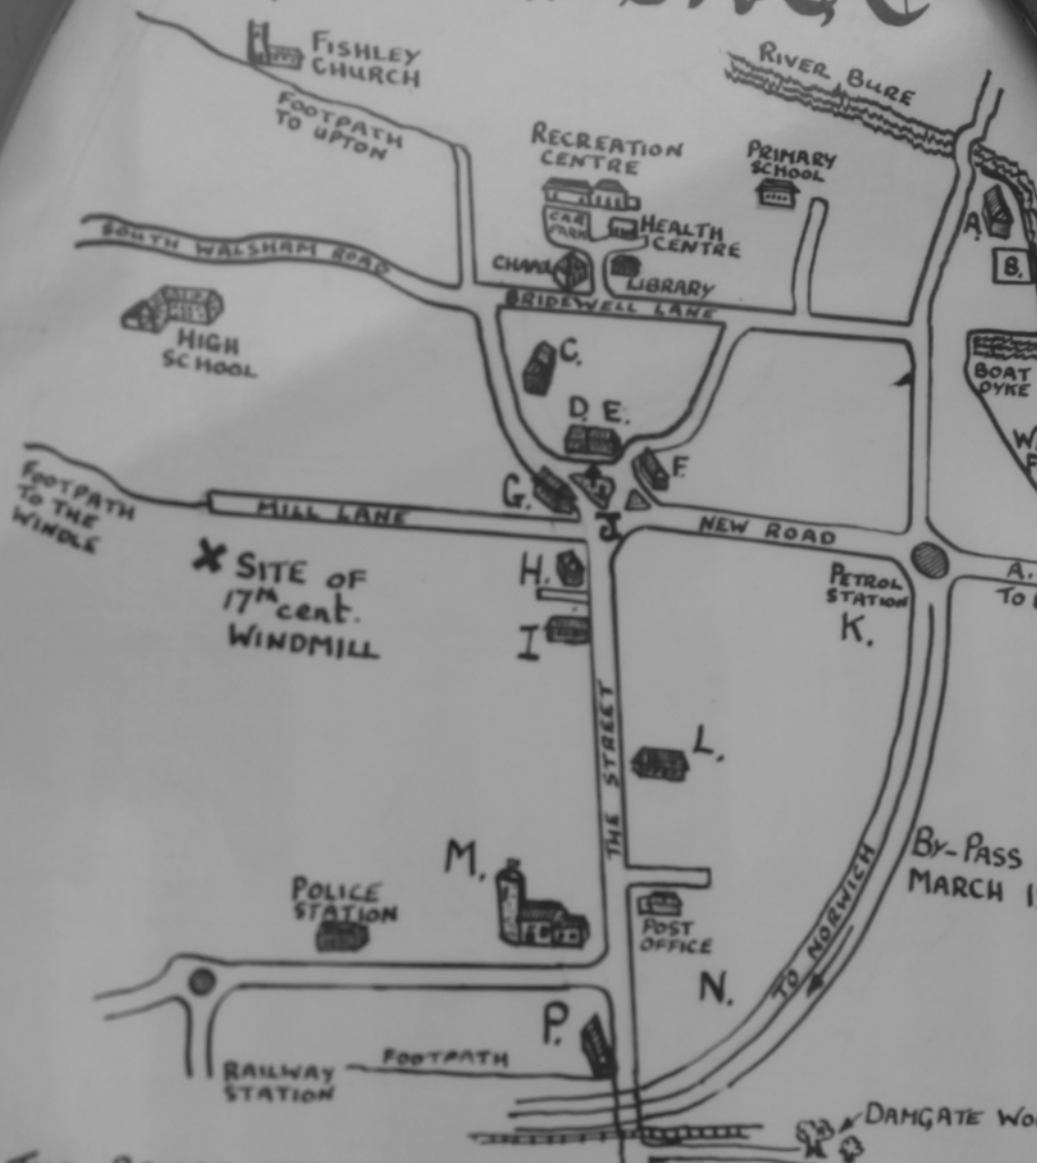 FISHLEY
CHURCH
RIVER BURE
FOOTPATH
TO UPTON
RECREATION
CENTRE
PRIMARY
SCHOOL
CAR
PARK
HEALTH
CENTRE
A.
B.
CHAPEL
LIBRARY
SOUTH WALSHAM ROAD
BRIDEWELL LANE
HIGH
SCHOOL
C.
BOAT
DYKE
D. E.
F.
G.
FOOTPATH
TO THE
WINDLE
MILL LANE
J
NEW ROAD
A.
TO
X SITE OF
17TH cent.
WINDMILL
H.
I
PETROL
STATION
K.
THE STREET
L.
BY-PASS
MARCH 1
M.
POLICE
STATION
POST
OFFICE
TO NORWICH
N.
P.
FOOTPATH
RAILWAY
STATION
DAMGATE